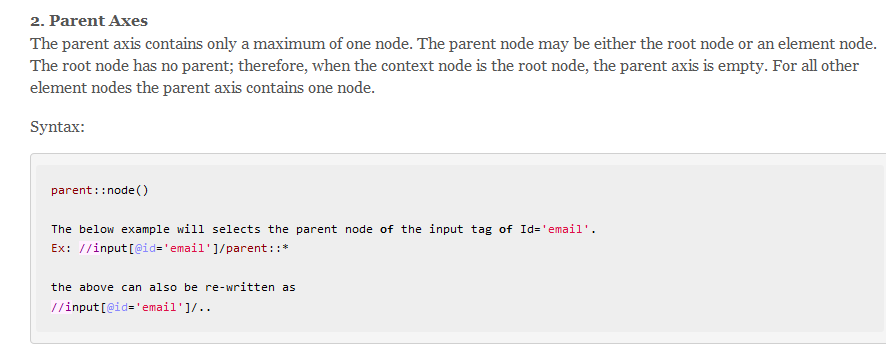 2. Parent Axes
The parent axis contains only a maximum of one node. The parent node may be either the root node or an element node.
The root node has no parent; therefore, when the context node is the root node, the parent axis is empty. For all other
element nodes the parent axis contains one node.
Syntax:
parent::node()
The below example will selects the parent node of the input tag of Id='email'.
Ex: //input[@id='email']/parent::*
the above can also be re-written as
//input[@id='email']/..